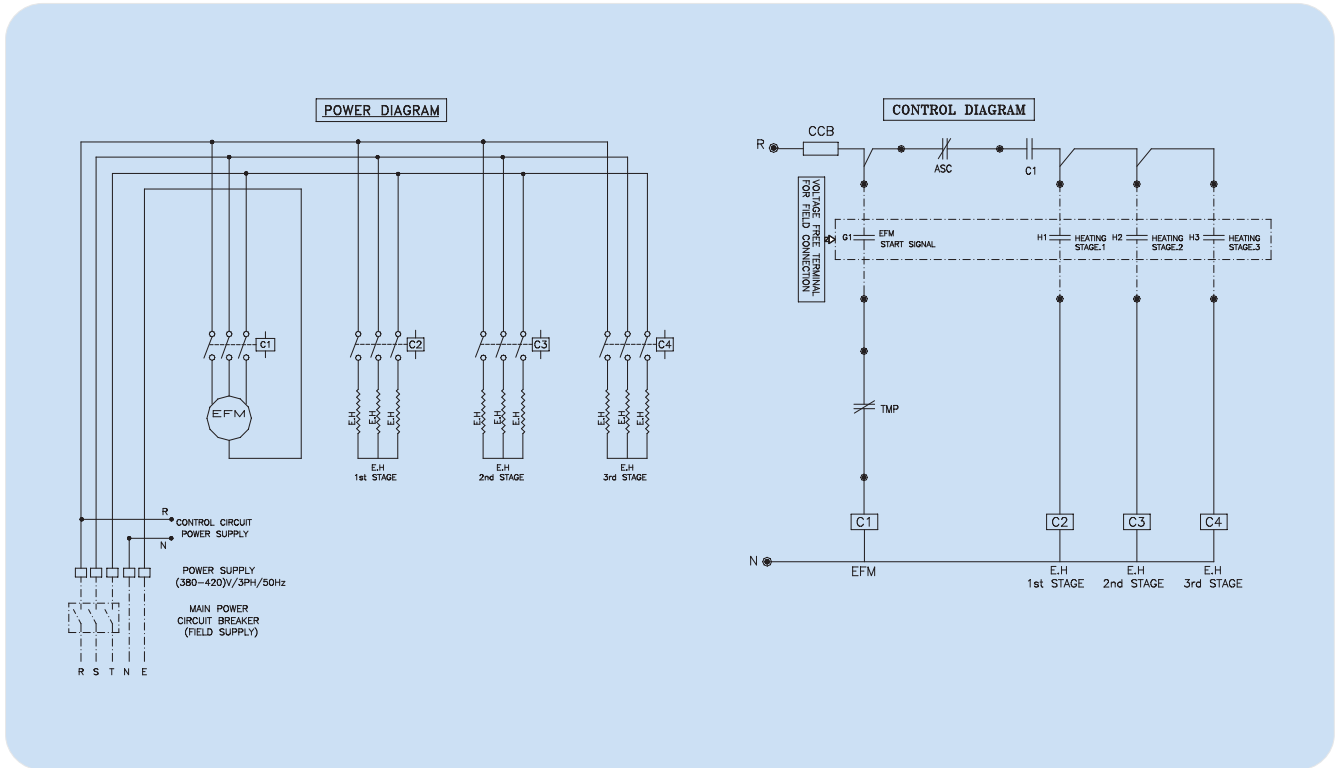 POWER DIAGRAM
C1
C2
C3
C4
EFM
E.H
E.H
E.H
E.H
E.H
E.H
E.H
E.H
E.H
E.H
1st STAGE
E.H
2nd STAGE
E.H
3rd STAGE
R
CONTROL CIRCUIT
POWER SUPPLY
N
POWER SUPPLY
(380-420)V/3PH/50Hz
MAIN POWER
CIRCUIT BREAKER
(FIELD SUPPLY)
R S T N E
CONTROL DIAGRAM
R
CCB
ASC
C1
VOLTAGE FREE TERMINAL
FOR FIELD CONNECTION
G1
EFM
START SIGNAL
H1
HEATING
STAGE.1
H2
HEATING
STAGE.2
H3
HEATING
STAGE.3
TMP
C1
C2
C3
C4
N
EFM
E.H
1st STAGE
E.H
2nd STAGE
E.H
3rd STAGE